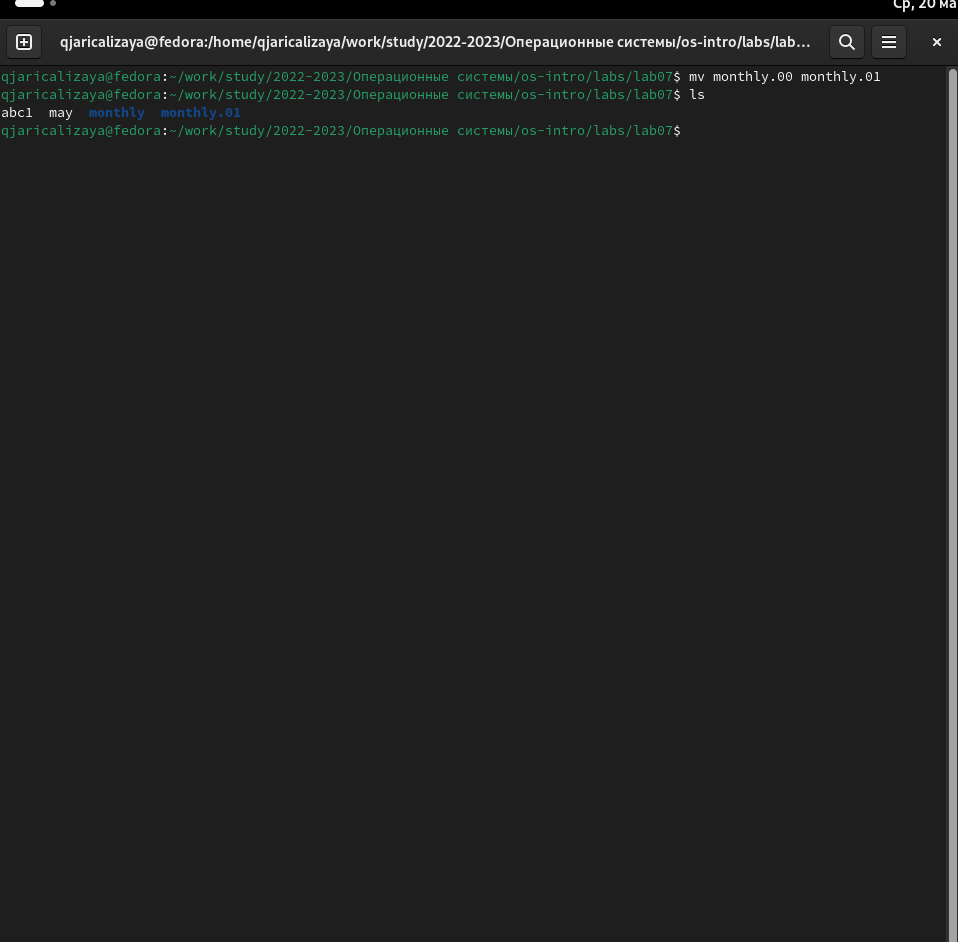 Ср, 20 ма
qjaricalizaya@fedora:/home/qjaricalizaya/work/study/2022-2023/Операционные системы/os-intro/labs/lab…
qjaricalizaya@fedora:~/work/study/2022-2023/Операционные системы/os-intro/labs/lab07$ mv monthly.00 monthly.01
qjaricalizaya@fedora:~/work/study/2022-2023/Операционные системы/os-intro/labs/lab07$ ls
abc1  may  monthly  monthly.01
qjaricalizaya@fedora:~/work/study/2022-2023/Операционные системы/os-intro/labs/lab07$